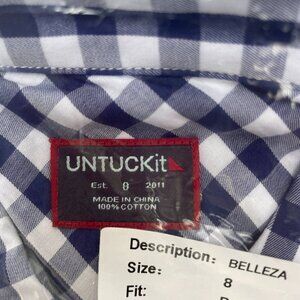 UNTUCKit
Est. 8 2011
MADE IN CHINA
100% COTTON
Description: BELLEZA
Size: 8
Fit: